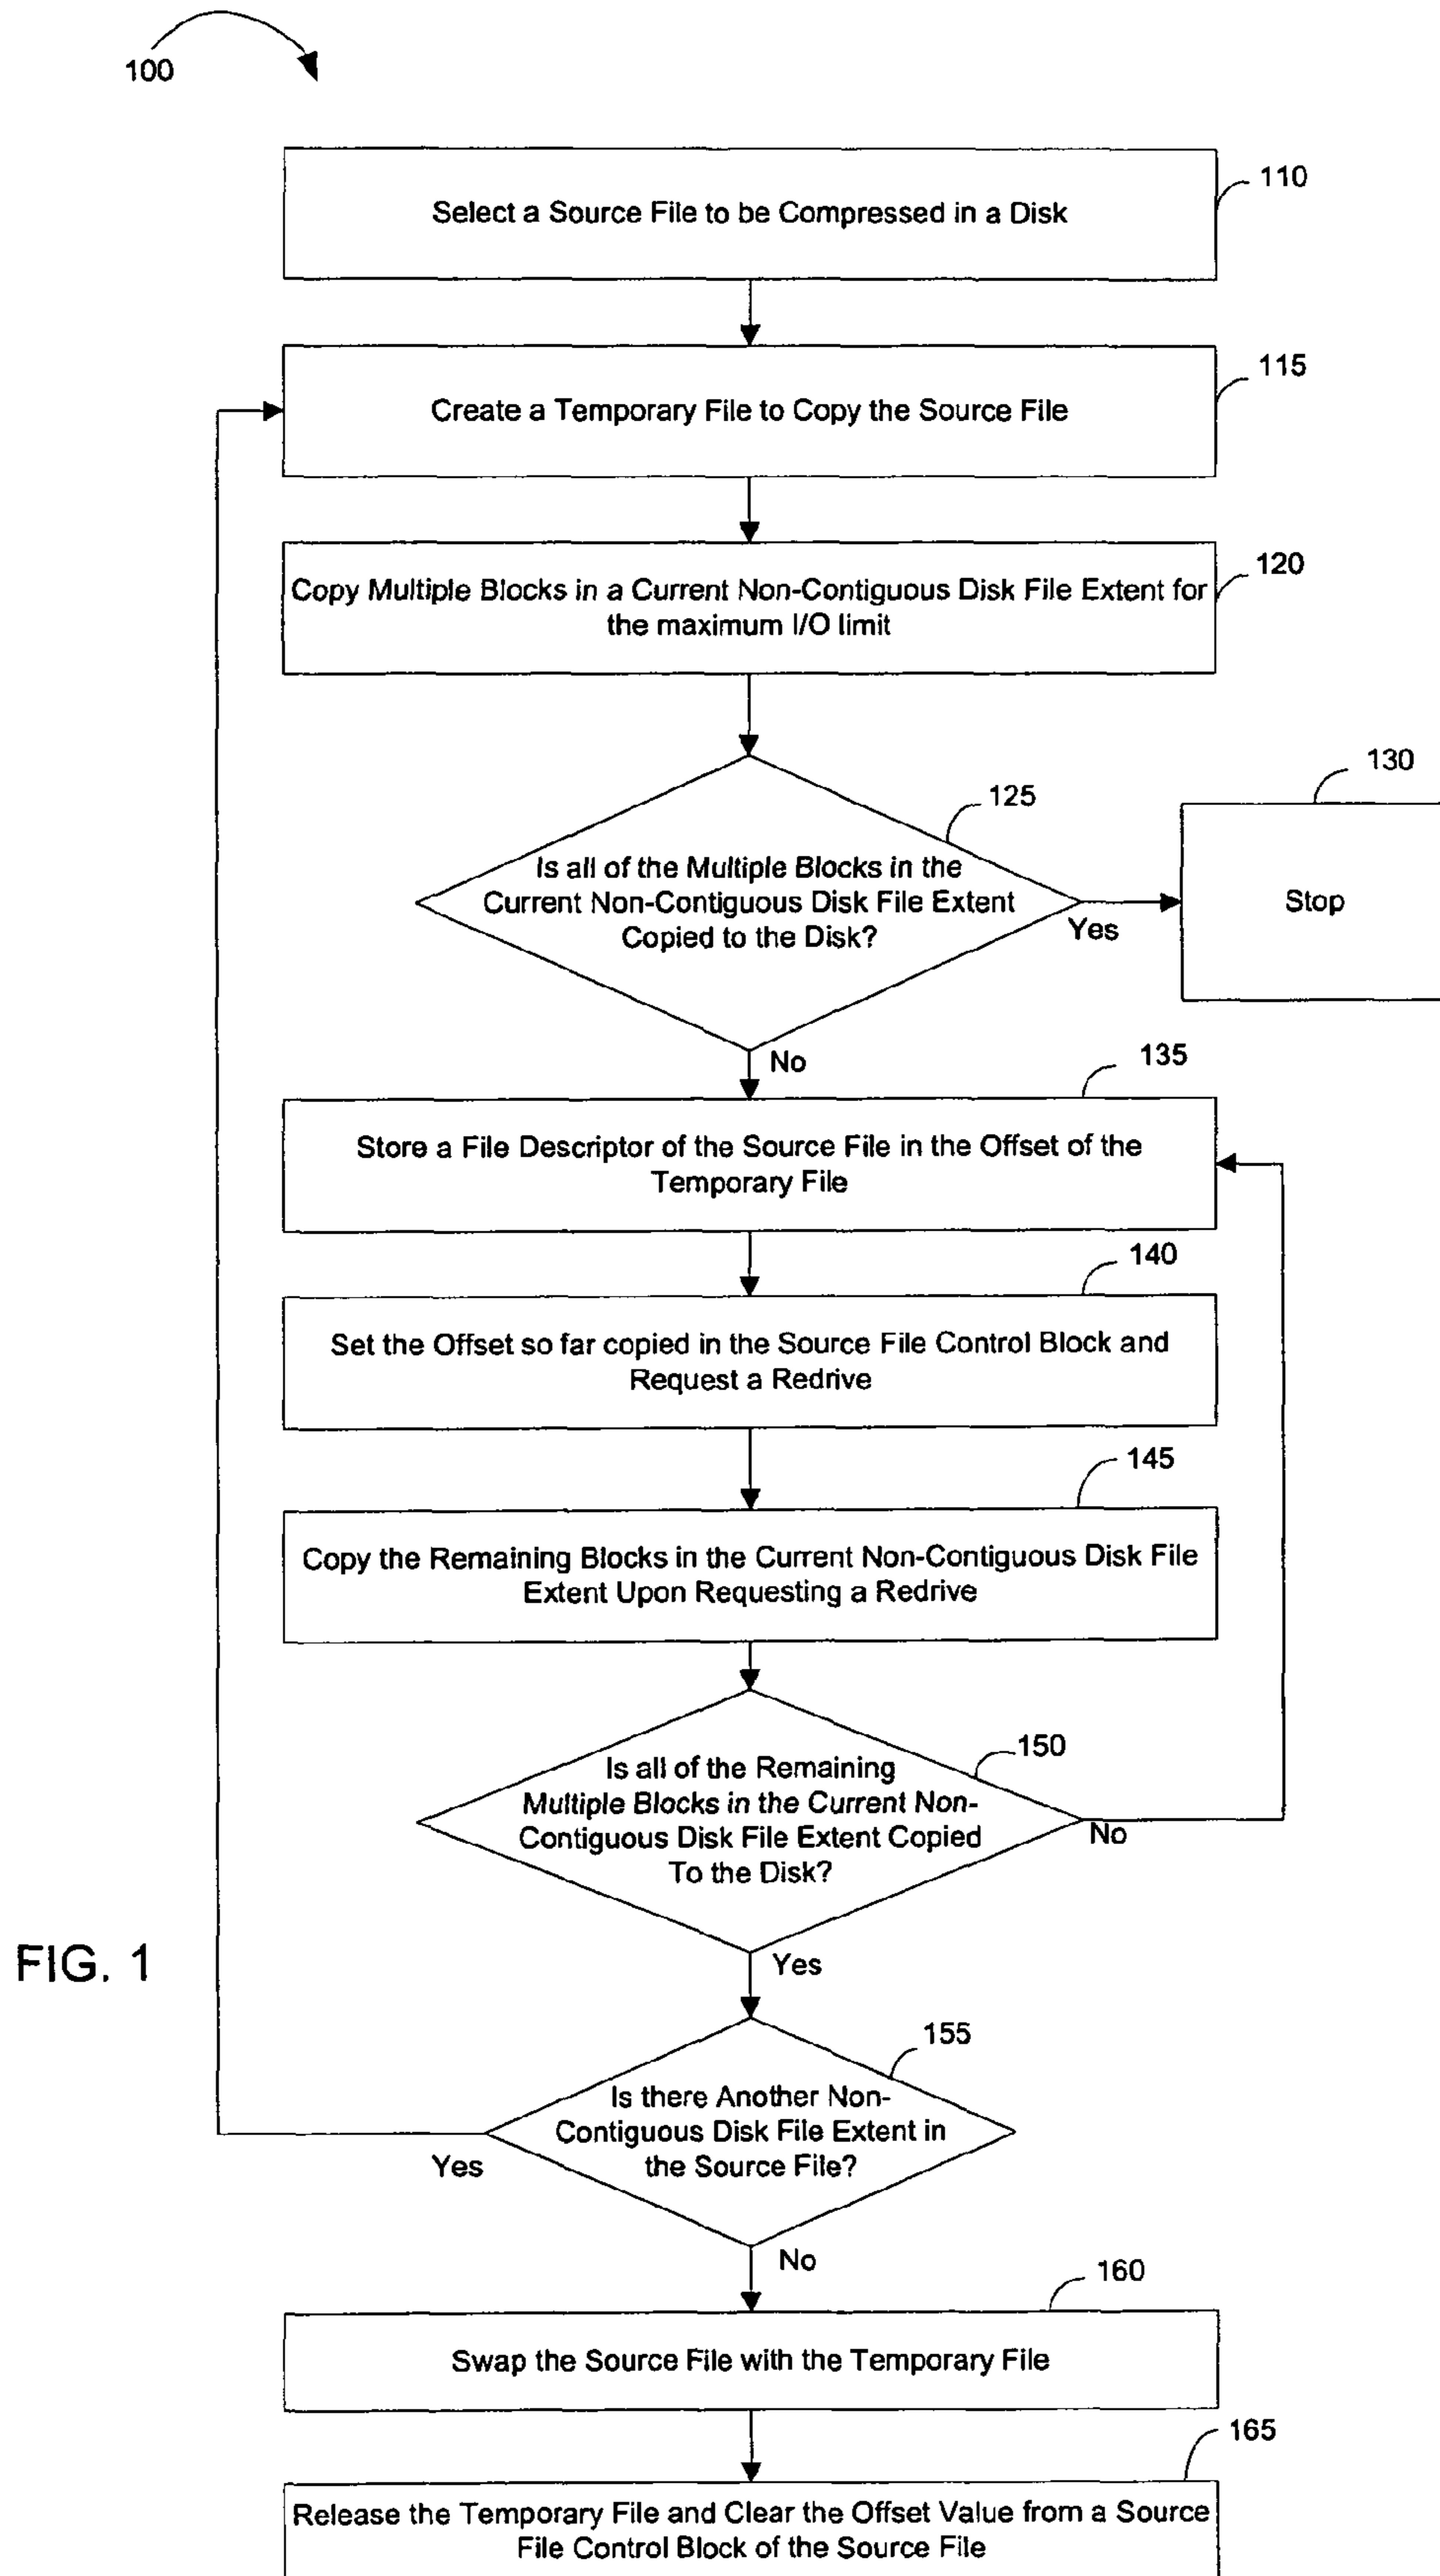 100
110
Select a Source File to be Compressed in a Disk
115
Create a Temporary File to Copy the Source File
120
Copy Multiple Blocks in a Current Non-Contiguous Disk File Extent for
the maximum I/O limit
125
130
Is all of the Multiple Blocks in the
Current Non-Contiguous Disk File Extent
Copied to the Disk?
Yes
Stop
No
135
Store a File Descriptor of the Source File in the Offset of the
Temporary File
140
Set the Offset so far copied in the Source File Control Block and
Request a Redrive
145
Copy the Remaining Blocks in the Current Non-Contiguous Disk File
Extent Upon Requesting a Redrive
150
Is all of the Remaining
Multiple Blocks in the Current Non-
Contiguous Disk File Extent Copied
To the Disk?
No
FIG. 1
Yes
155
Is there Another Non-
Contiguous Disk File Extent in
the Source File?
Yes
No
160
Swap the Source File with the Temporary File
165
Release the Temporary File and Clear the Offset Value from a Source
File Control Block of the Source File